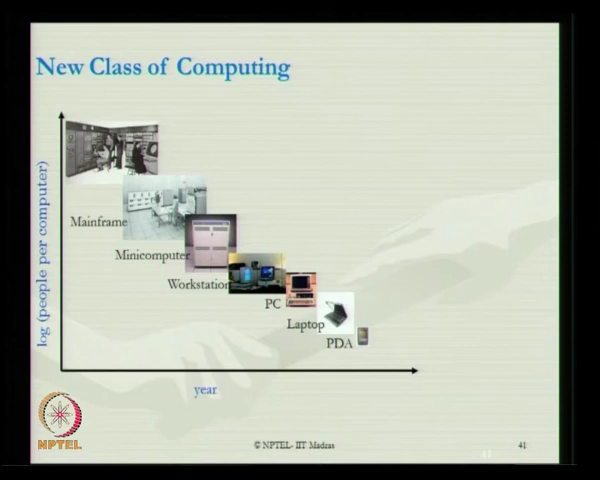 New Class of Computing
log (people per computer)
Mainframe
Minicomputer
Workstation
PC
Laptop
PDA
year
NPTEL
© NPTEL- IIT Madras
41